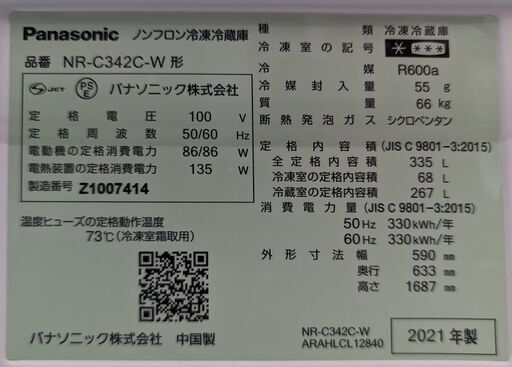 Panasonic ノンフロン冷凍冷蔵庫
品番 NR-C342C-W 形
S JET PS E パナソニック株式会社
定格電圧 100 V
定格周波数 50/60 Hz
電動機の定格消費電力 86/86 W
電熱装置の定格消費電力 135 W
製造番号 Z1007414
温度ヒューズの定格動作温度
73℃(冷凍室霜取用)
パナソニック株式会社 中国製
種類 冷凍冷蔵庫
冷凍室の記号 * ***
冷媒 R600a
冷媒封入量 55 g
質量 66 kg
断熱発泡ガス シクロペンタン
定格内容積 (JIS C 9801-3:2015)
全定格内容積 335 L
冷凍室の定格内容積 68 L
冷蔵室の定格内容積 267 L
消費電力量 (JIS C 9801-3:2015)
50Hz 330kWh/年
60Hz 330kWh/年
外形寸法 幅 590 mm
奥行 633 mm
高さ 1687 mm
NR-C342C-W
ARAHLCL12840
2021年製